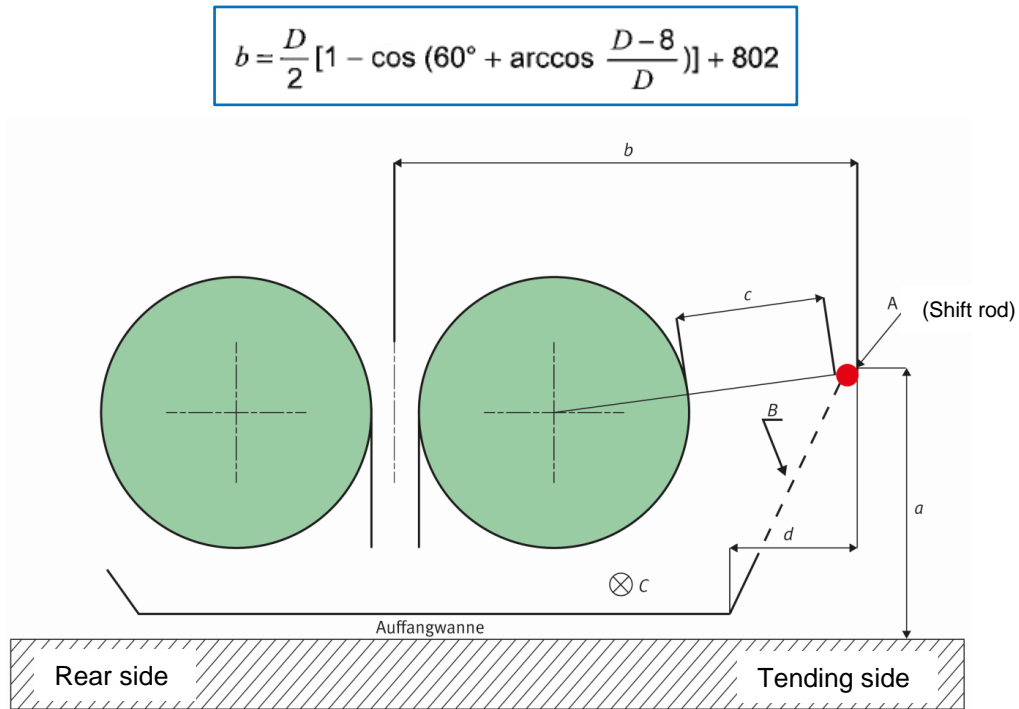 b = D/2 [1 − cos (60° + arccos (D−8)/D )] + 802
b
c
A (Shift rod)
B
a
d
C
Auffangwanne
Rear side
Tending side